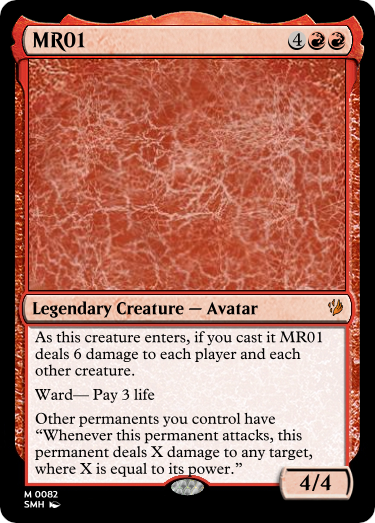 MR01
4
Legendary Creature — Avatar
As this creature enters, if you cast it MR01
deals 6 damage to each player and each
other creature.
Ward— Pay 3 life
Other permanents you control have
“Whenever this permanent attacks, this
permanent deals X damage to any target,
where X is equal to its power.”
4/4
M 0082
SMH